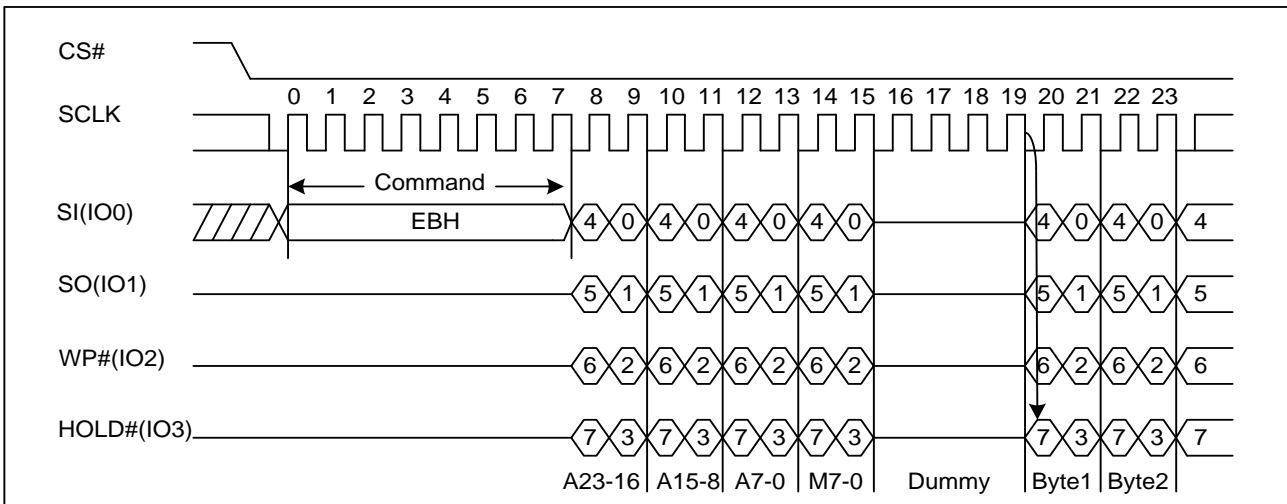 CS#
0 1 2 3 4 5 6 7 8 9 10 11 12 13 14 15 16 17 18 19 20 21 22 23
SCLK
Command
SI(IO0) EBH 4 0 4 0 4 0 4 0 4 0 4 0 4
SO(IO1) 5 1 5 1 5 1 5 1 5 1 5 1 5
WP#(IO2) 6 2 6 2 6 2 6 2 6 2 6 2 6
HOLD#(IO3) 7 3 7 3 7 3 7 3 7 3 7 3 7
A23-16 A15-8 A7-0 M7-0 Dummy Byte1 Byte2